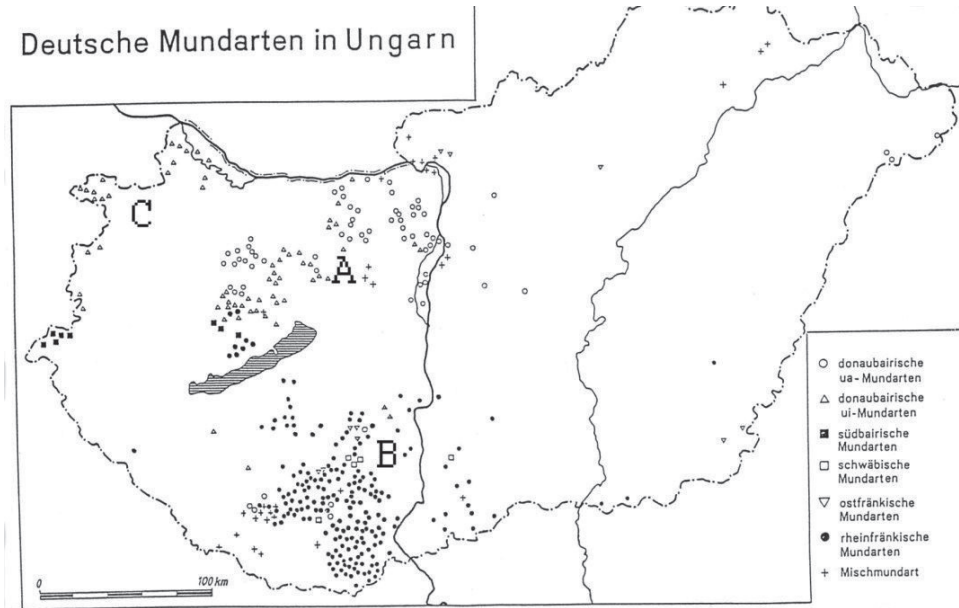 Deutsche Mundarten in Ungarn
C
A
B
0 100 km
donaubairische
ua-Mundarten
donaubairische
ui-Mundarten
südbairische
Mundarten
schwäbische
Mundarten
ostfränkische
Mundarten
rheinfränkische
Mundarten
Mischmundart